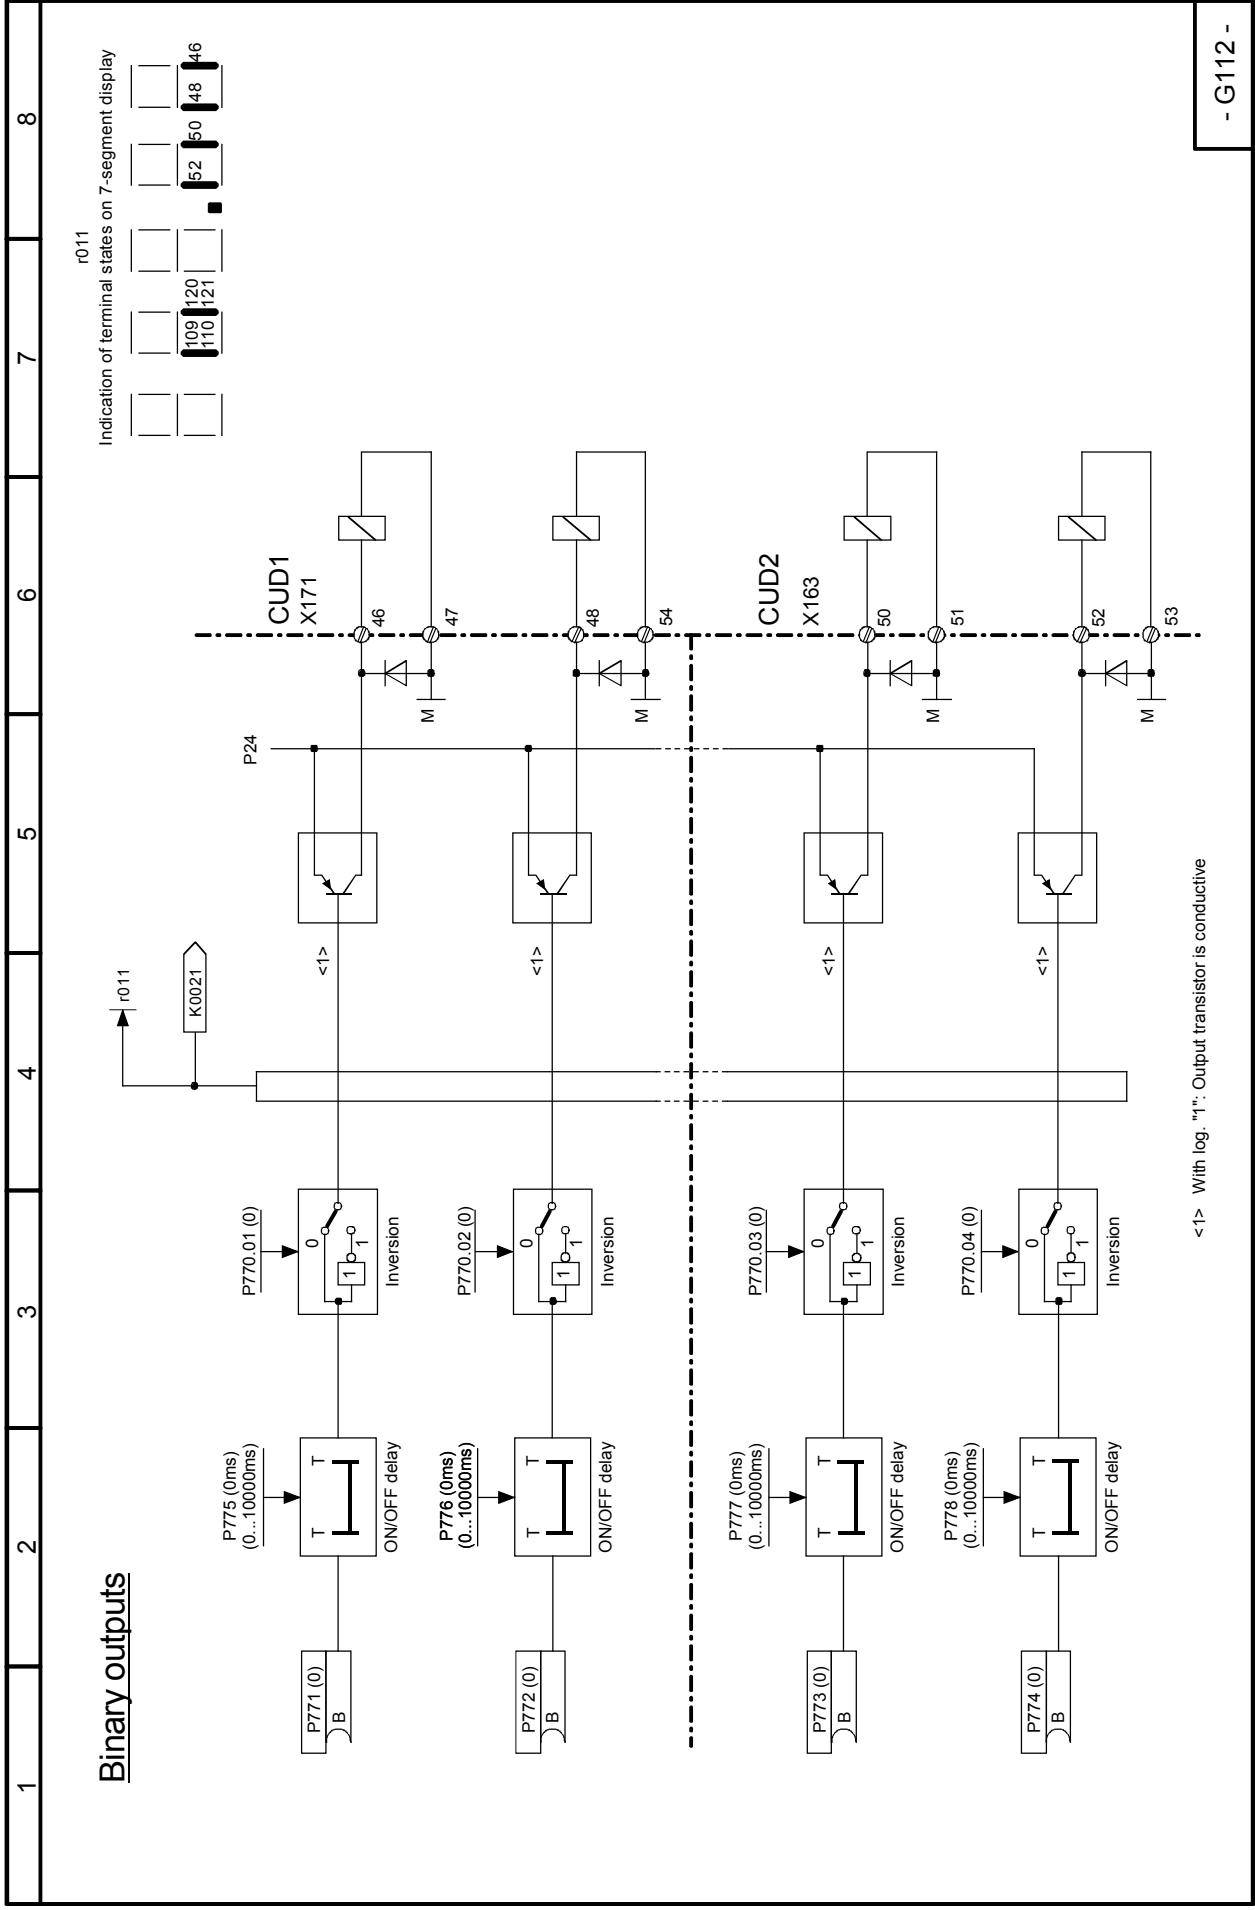 1 2 3 4 5 6 7 8
Binary outputs
r011
Indication of terminal states on 7-segment display
109 120 52 50 48 46
110 121
r011
K0021
P24
CUD1
X171
P771 (0)
B
P775 (0ms)
(0...10000ms)
T T
ON/OFF delay
P770.01 (0)
0
1 1
Inversion
<1>
M
46
47
P772 (0)
B
P776 (0ms)
(0...10000ms)
T T
ON/OFF delay
P770.02 (0)
0
1 1
Inversion
<1>
M
48
54
CUD2
X163
P773 (0)
B
P777 (0ms)
(0...10000ms)
T T
ON/OFF delay
P770.03 (0)
0
1 1
Inversion
<1>
M
50
51
P774 (0)
B
P778 (0ms)
(0...10000ms)
T T
ON/OFF delay
P770.04 (0)
0
1 1
Inversion
<1>
M
52
53
<1> With log. "1": Output transistor is conductive
- G112 -